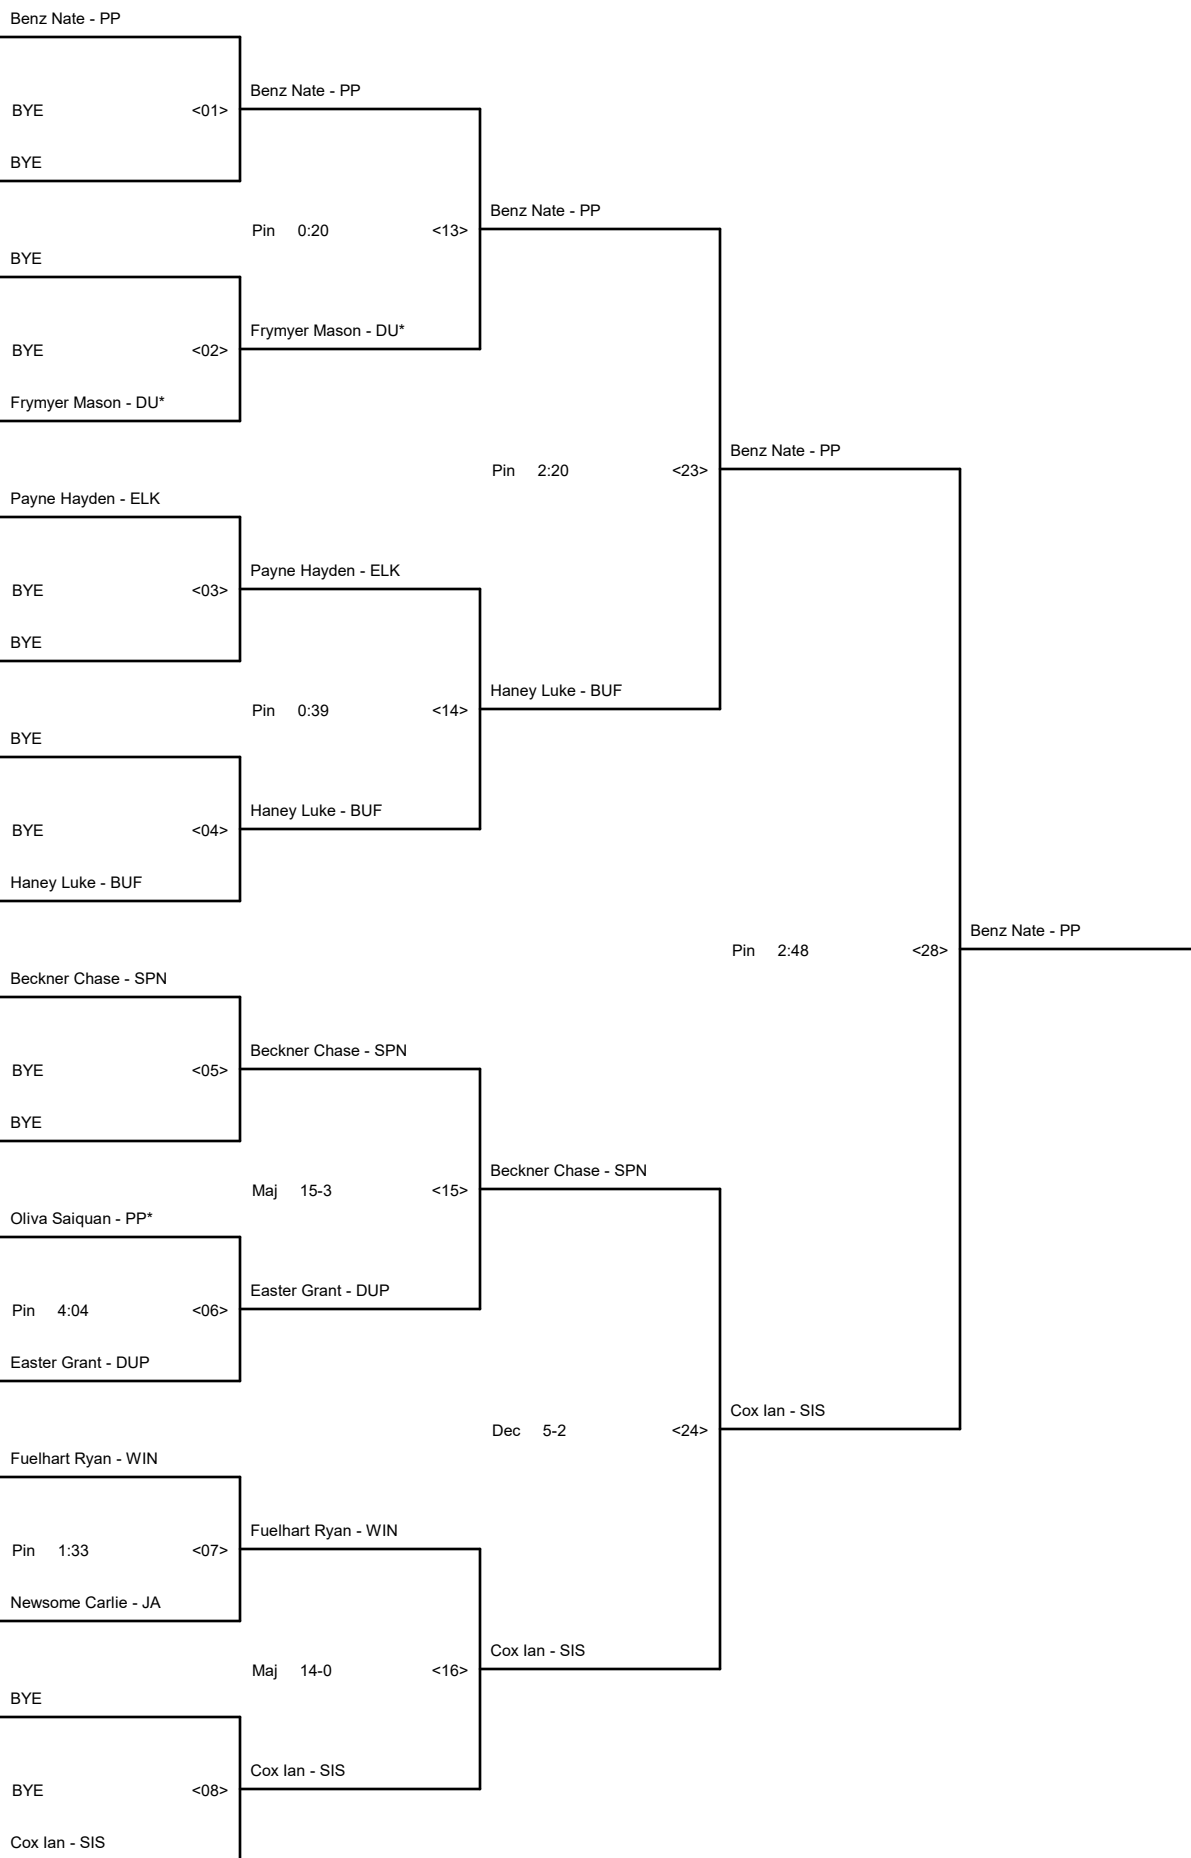 Benz Nate - PP
Benz Nate - PP
BYE <01>
BYE
Benz Nate - PP
Pin 0:20 <13>
BYE
Frymyer Mason - DU*
BYE <02>
Frymyer Mason - DU*
Benz Nate - PP
Pin 2:20 <23>
Payne Hayden - ELK
Payne Hayden - ELK
BYE <03>
BYE
Haney Luke - BUF
Pin 0:39 <14>
BYE
Haney Luke - BUF
BYE <04>
Haney Luke - BUF
Benz Nate - PP
Pin 2:48 <28>
Beckner Chase - SPN
Beckner Chase - SPN
BYE <05>
BYE
Beckner Chase - SPN
Maj 15-3 <15>
Oliva Saiquan - PP*
Easter Grant - DUP
Pin 4:04 <06>
Easter Grant - DUP
Cox Ian - SIS
Dec 5-2 <24>
Fuelhart Ryan - WIN
Fuelhart Ryan - WIN
Pin 1:33 <07>
Newsome Carlie - JA
Cox Ian - SIS
Maj 14-0 <16>
BYE
Cox Ian - SIS
BYE <08>
Cox Ian - SIS